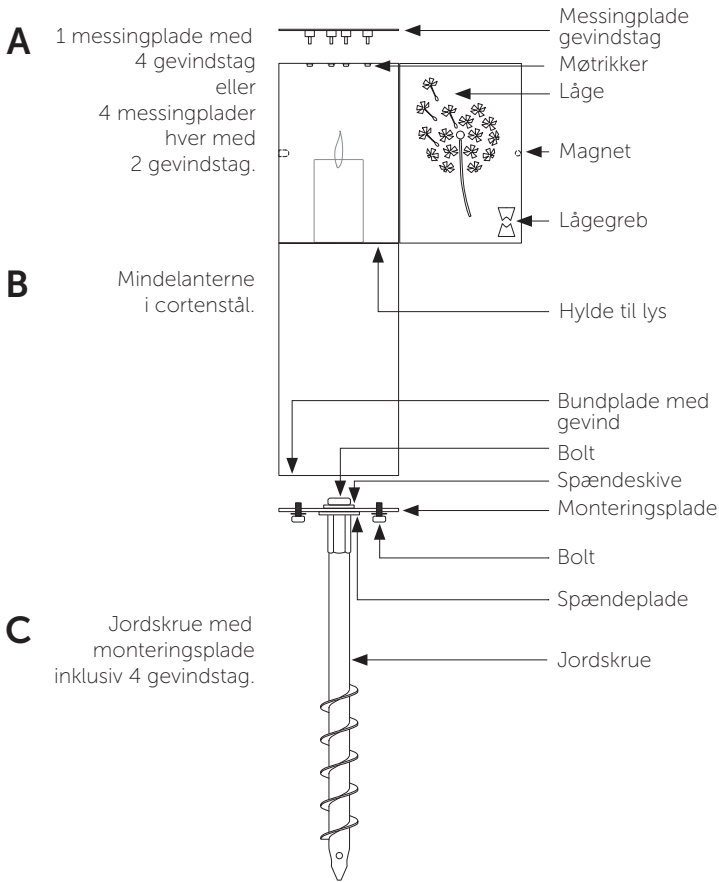 A
1 messingplade med
4 gevindstag
eller
4 messingplader
hver med
2 gevindstag.
Messingplade
gevindstag
Møtrikker
Låge
Magnet
Lågegreb
B
Mindelanterne
i cortenstål.
Hylde til lys
Bundplade med
gevind
Bolt
Spændeskive
Monteringsplade
Bolt
Spændeplade
C
Jordskrue med
monteringsplade
inklusiv 4 gevindstag.
Jordskrue